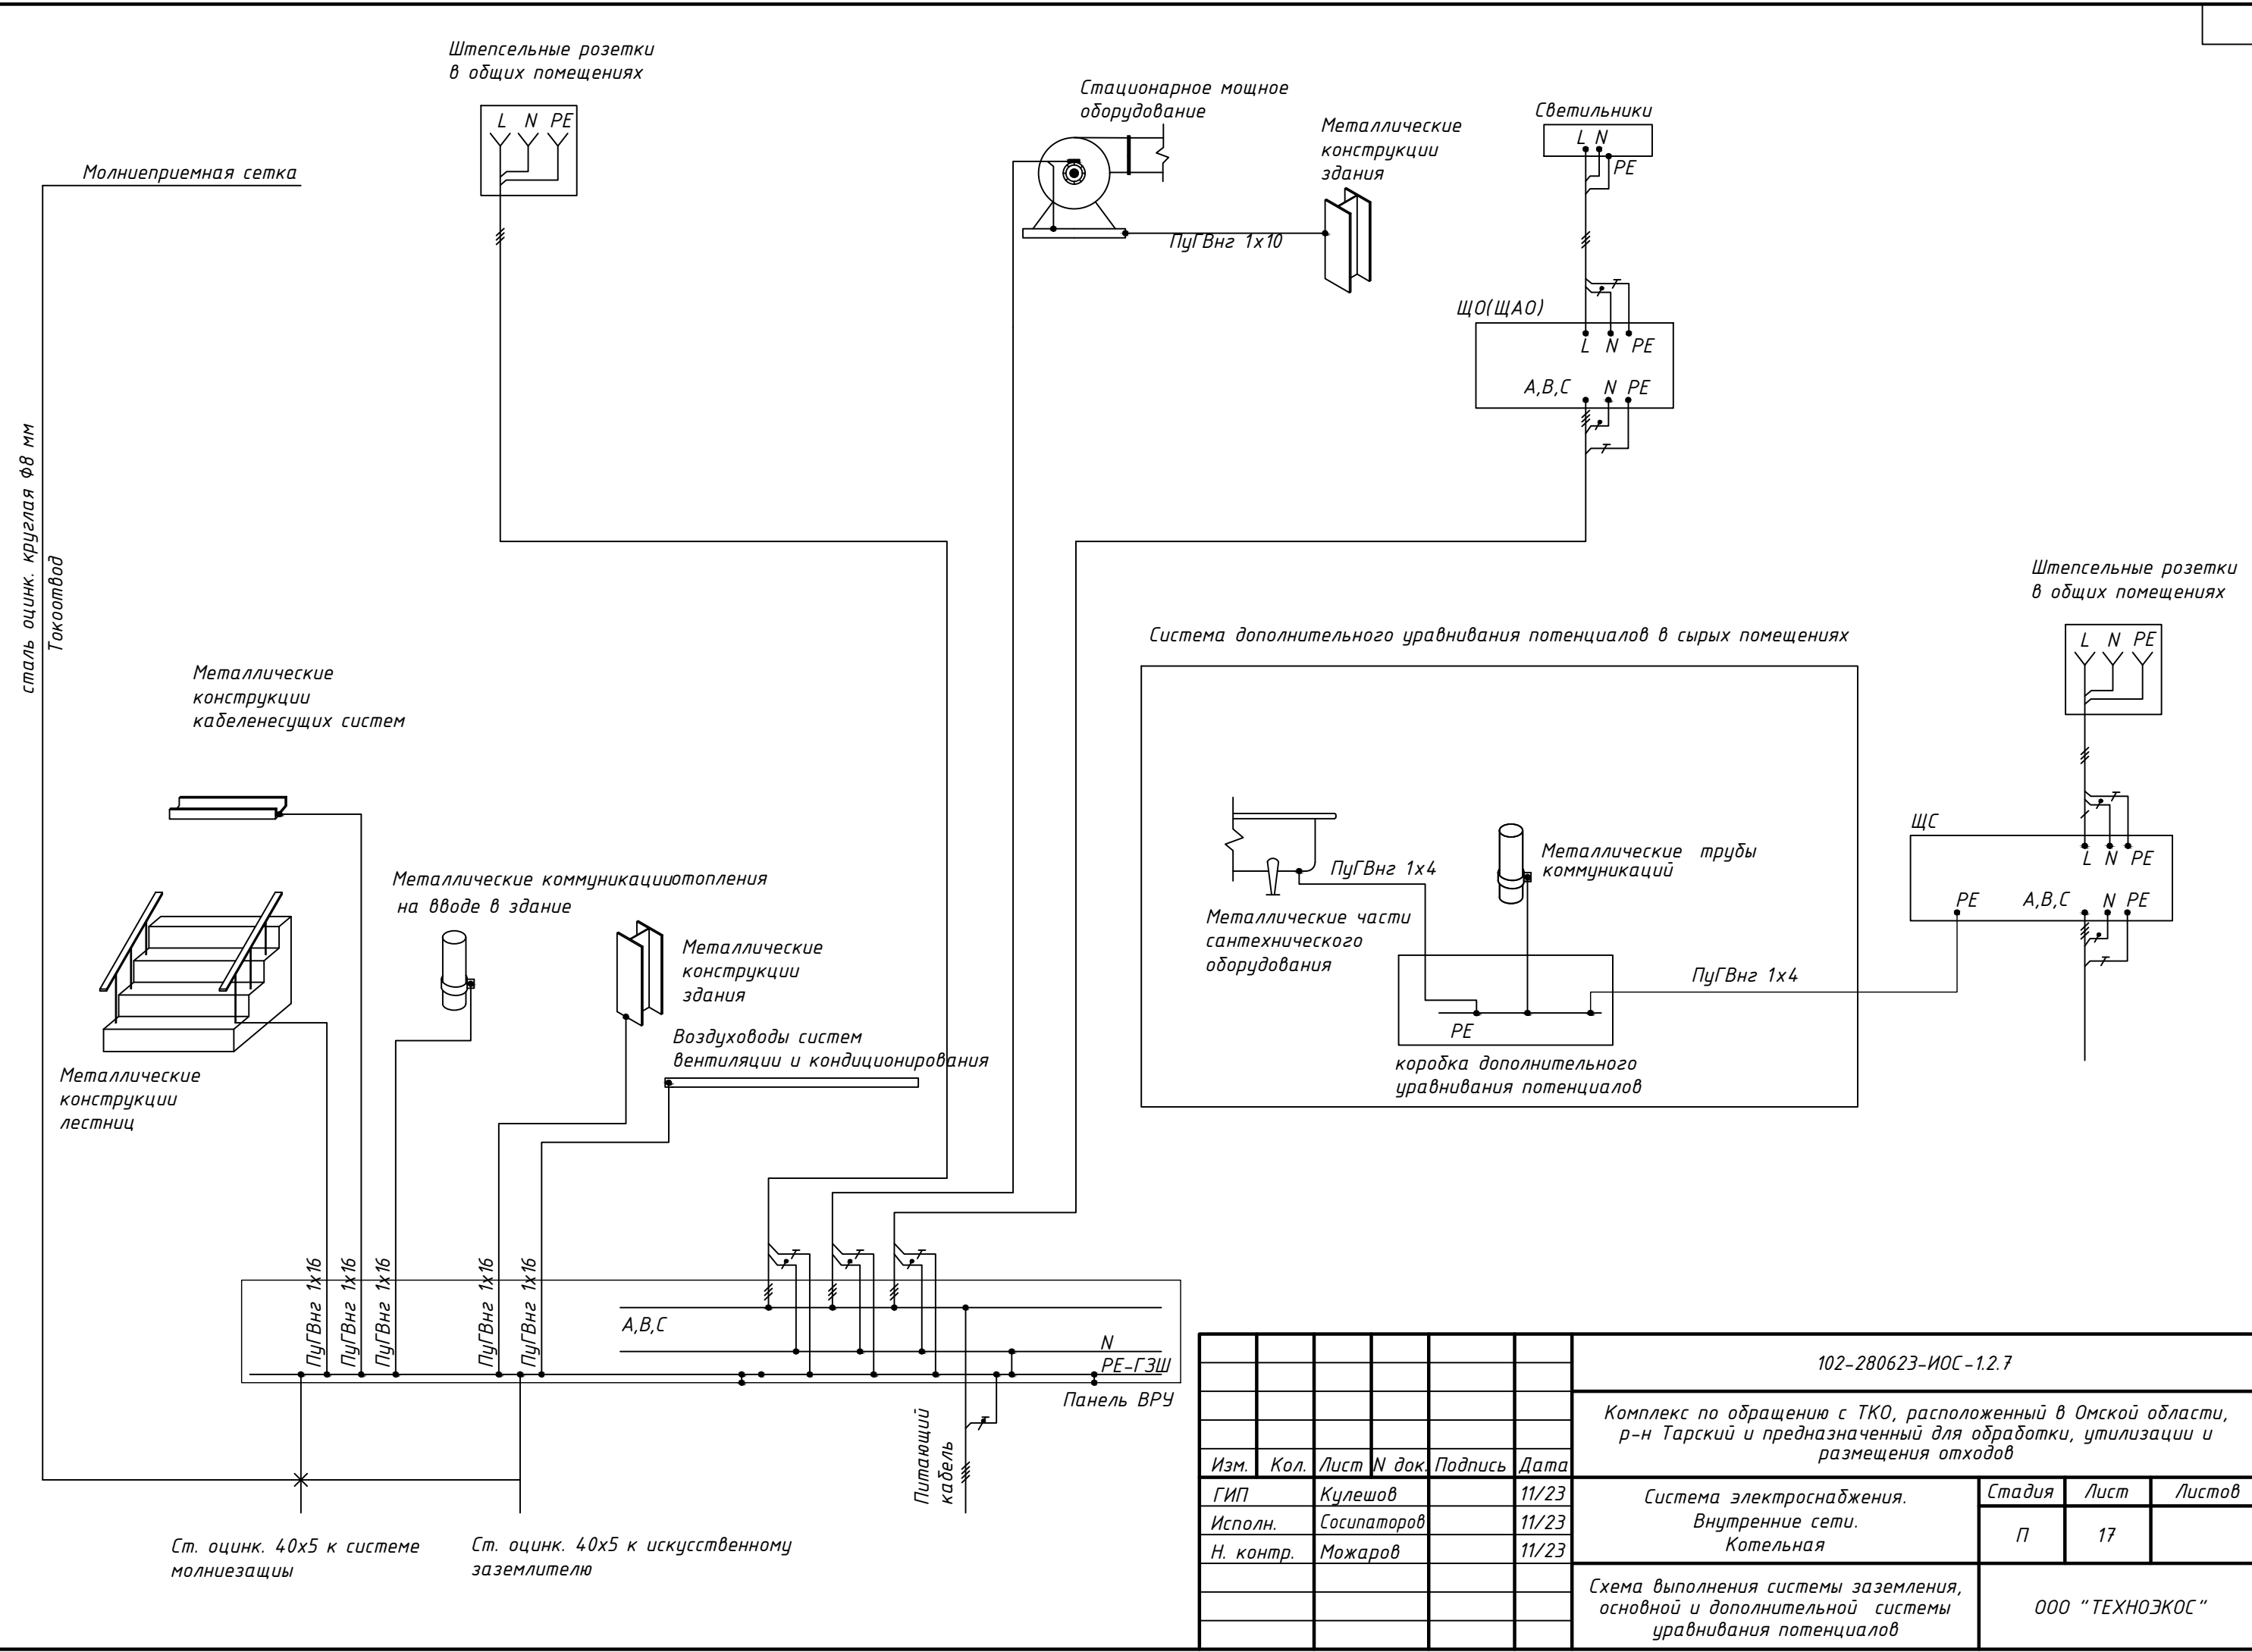 Штепсельные розетки
в общих помещениях
L N PE
Молниеприемная сетка
сталь оцинк. круглая Ф8 мм
Токоотвод
Стационарное мощное
оборудование
ПуГВнг 1х10
Металлические
конструкции
здания
Светильники
L N
PE
ЩО(ЩАО)
L N PE
А,В,С N PE
Штепсельные розетки
в общих помещениях
L N PE
ЩС
L N PE
PE А,В,С N PE
Система дополнительного уравнивания потенциалов в сырых помещениях
ПуГВнг 1х4
Металлические трубы
коммуникаций
Металлические части
сантехнического
оборудования
ПуГВнг 1х4
PE
коробка дополнительного
уравнивания потенциалов
Металлические
конструкции
кабеленесущих систем
Металлические коммуникацииотопления
на вводе в здание
Металлические
конструкции
здания
Воздуховоды систем
вентиляции и кондиционирования
Металлические
конструкции
лестниц
ПуГВнг 1х16
ПуГВнг 1х16
ПуГВнг 1х16
ПуГВнг 1х16
ПуГВнг 1х16
А,В,С
N
РЕ-ГЗШ
Панель ВРУ
Питающий
кабель
Ст. оцинк. 40х5 к системе
молниезащиы
Ст. оцинк. 40х5 к искусственному
заземлителю
102-280623-ИОС-1.2.7
Комплекс по обращению с ТКО, расположенный в Омской области,
р-н Тарский и предназначенный для обработки, утилизации и
размещения отходов
Изм. Кол. Лист N док. Подпись Дата
ГИП Кулешов 11/23
Исполн. Сосипаторов 11/23
Н. контр. Можаров 11/23
Система электроснабжения.
Внутренние сети.
Котельная
Стадия Лист Листов
П 17
Схема выполнения системы заземления,
основной и дополнительной системы
уравнивания потенциалов
ООО "ТЕХНОЭКОС"